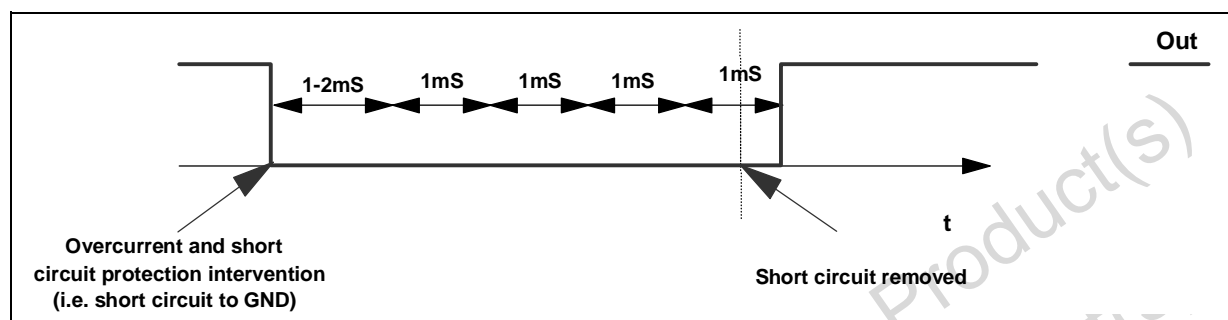 Out
1-2mS 1mS 1mS 1mS 1mS
t
Overcurrent and short
circuit protection intervention
(i.e. short circuit to GND)
Short circuit removed
Product(s)